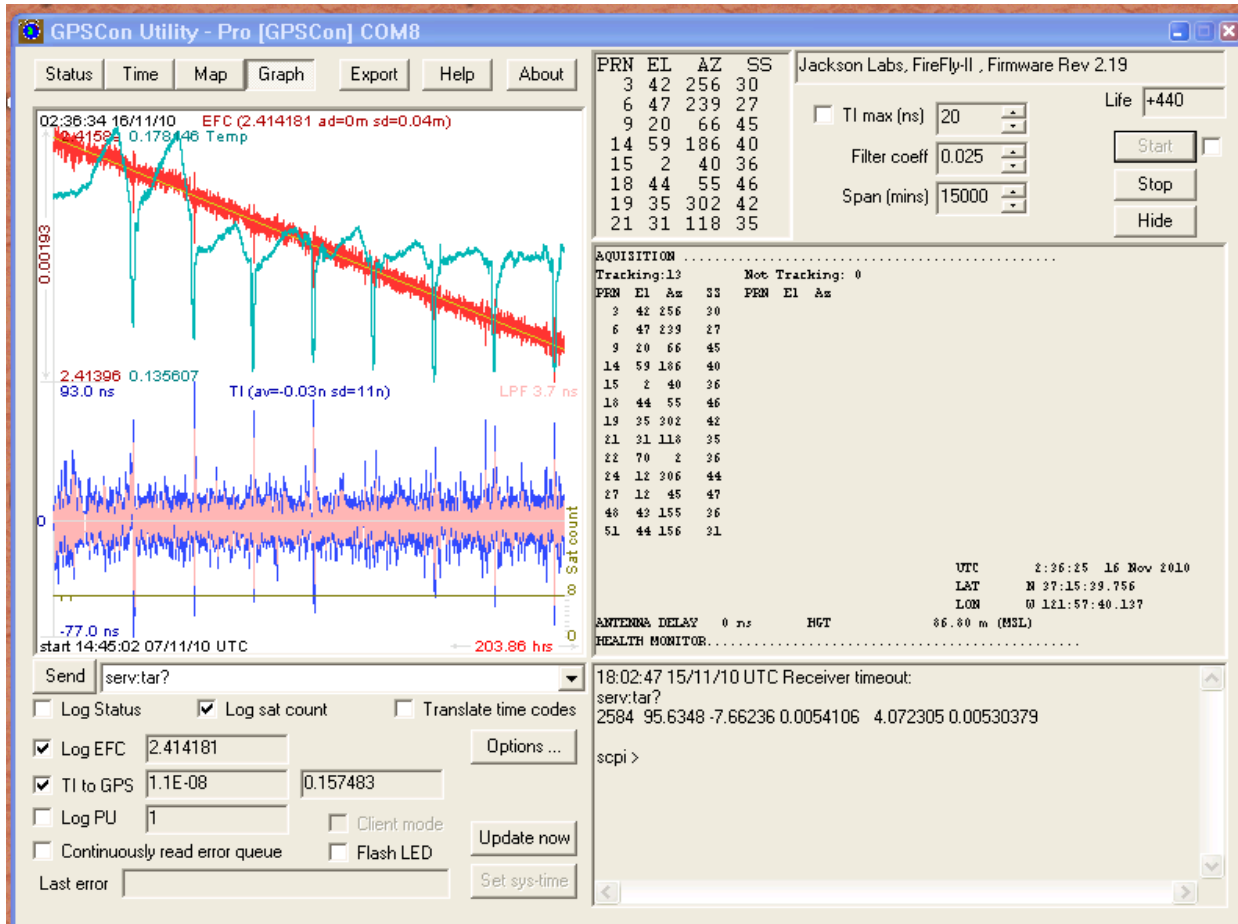 GPSCon Utility - Pro [GPSCon] COM8
Status Time Map Graph Export Help About
02:36:34 16/11/10 EFC (2.414181 ad=0m sd=0.04m)
0.178446 Temp
0.00193
2.41396 0.135607
93.0 ns TI (av=-0.03n sd=11n) LPF 3.7 ns
0
Sat count
8
-77.0 ns 0
start 14:45:02 07/11/10 UTC 203.86 hrs
PRN EL AZ SS
3 42 256 30
6 47 239 27
9 20 66 45
14 59 186 40
15 2 40 36
18 44 55 46
19 35 302 42
21 31 118 35
Jackson Labs, FireFly-II , Firmware Rev 2.19
Life +440
TI max (ns) 20
Filter coeff 0.025
Span (mins) 15000
Start
Stop
Hide
AQUISITION ................................................
Tracking:13 Not Tracking: 0
PRN El Az SS PRN El Az
3 42 256 30
6 47 239 27
9 20 66 45
14 59 186 40
15 2 40 36
18 44 55 46
19 35 302 42
21 31 118 35
22 70 2 36
24 12 306 44
27 12 45 47
48 43 155 36
51 44 156 31
UTC 2:36:25 16 Nov 2010
LAT N 37:15:39.756
LON W 121:57:40.137
ANTENNA DELAY 0 ns HGT 86.80 m (MSL)
HEALTH MONITOR................................................
Send serv:tar?
Log Status Log sat count Translate time codes
Log EFC 2.414181 Options ...
TI to GPS 1.1E-08 0.157483
Log PU 1 Client mode Update now
Continuously read error queue Flash LED
Last error Set sys-time
18:02:47 15/11/10 UTC Receiver timeout:
serv:tar?
2584 95.6348 -7.66236 0.0054106 4.072305 0.00530379
scpi >